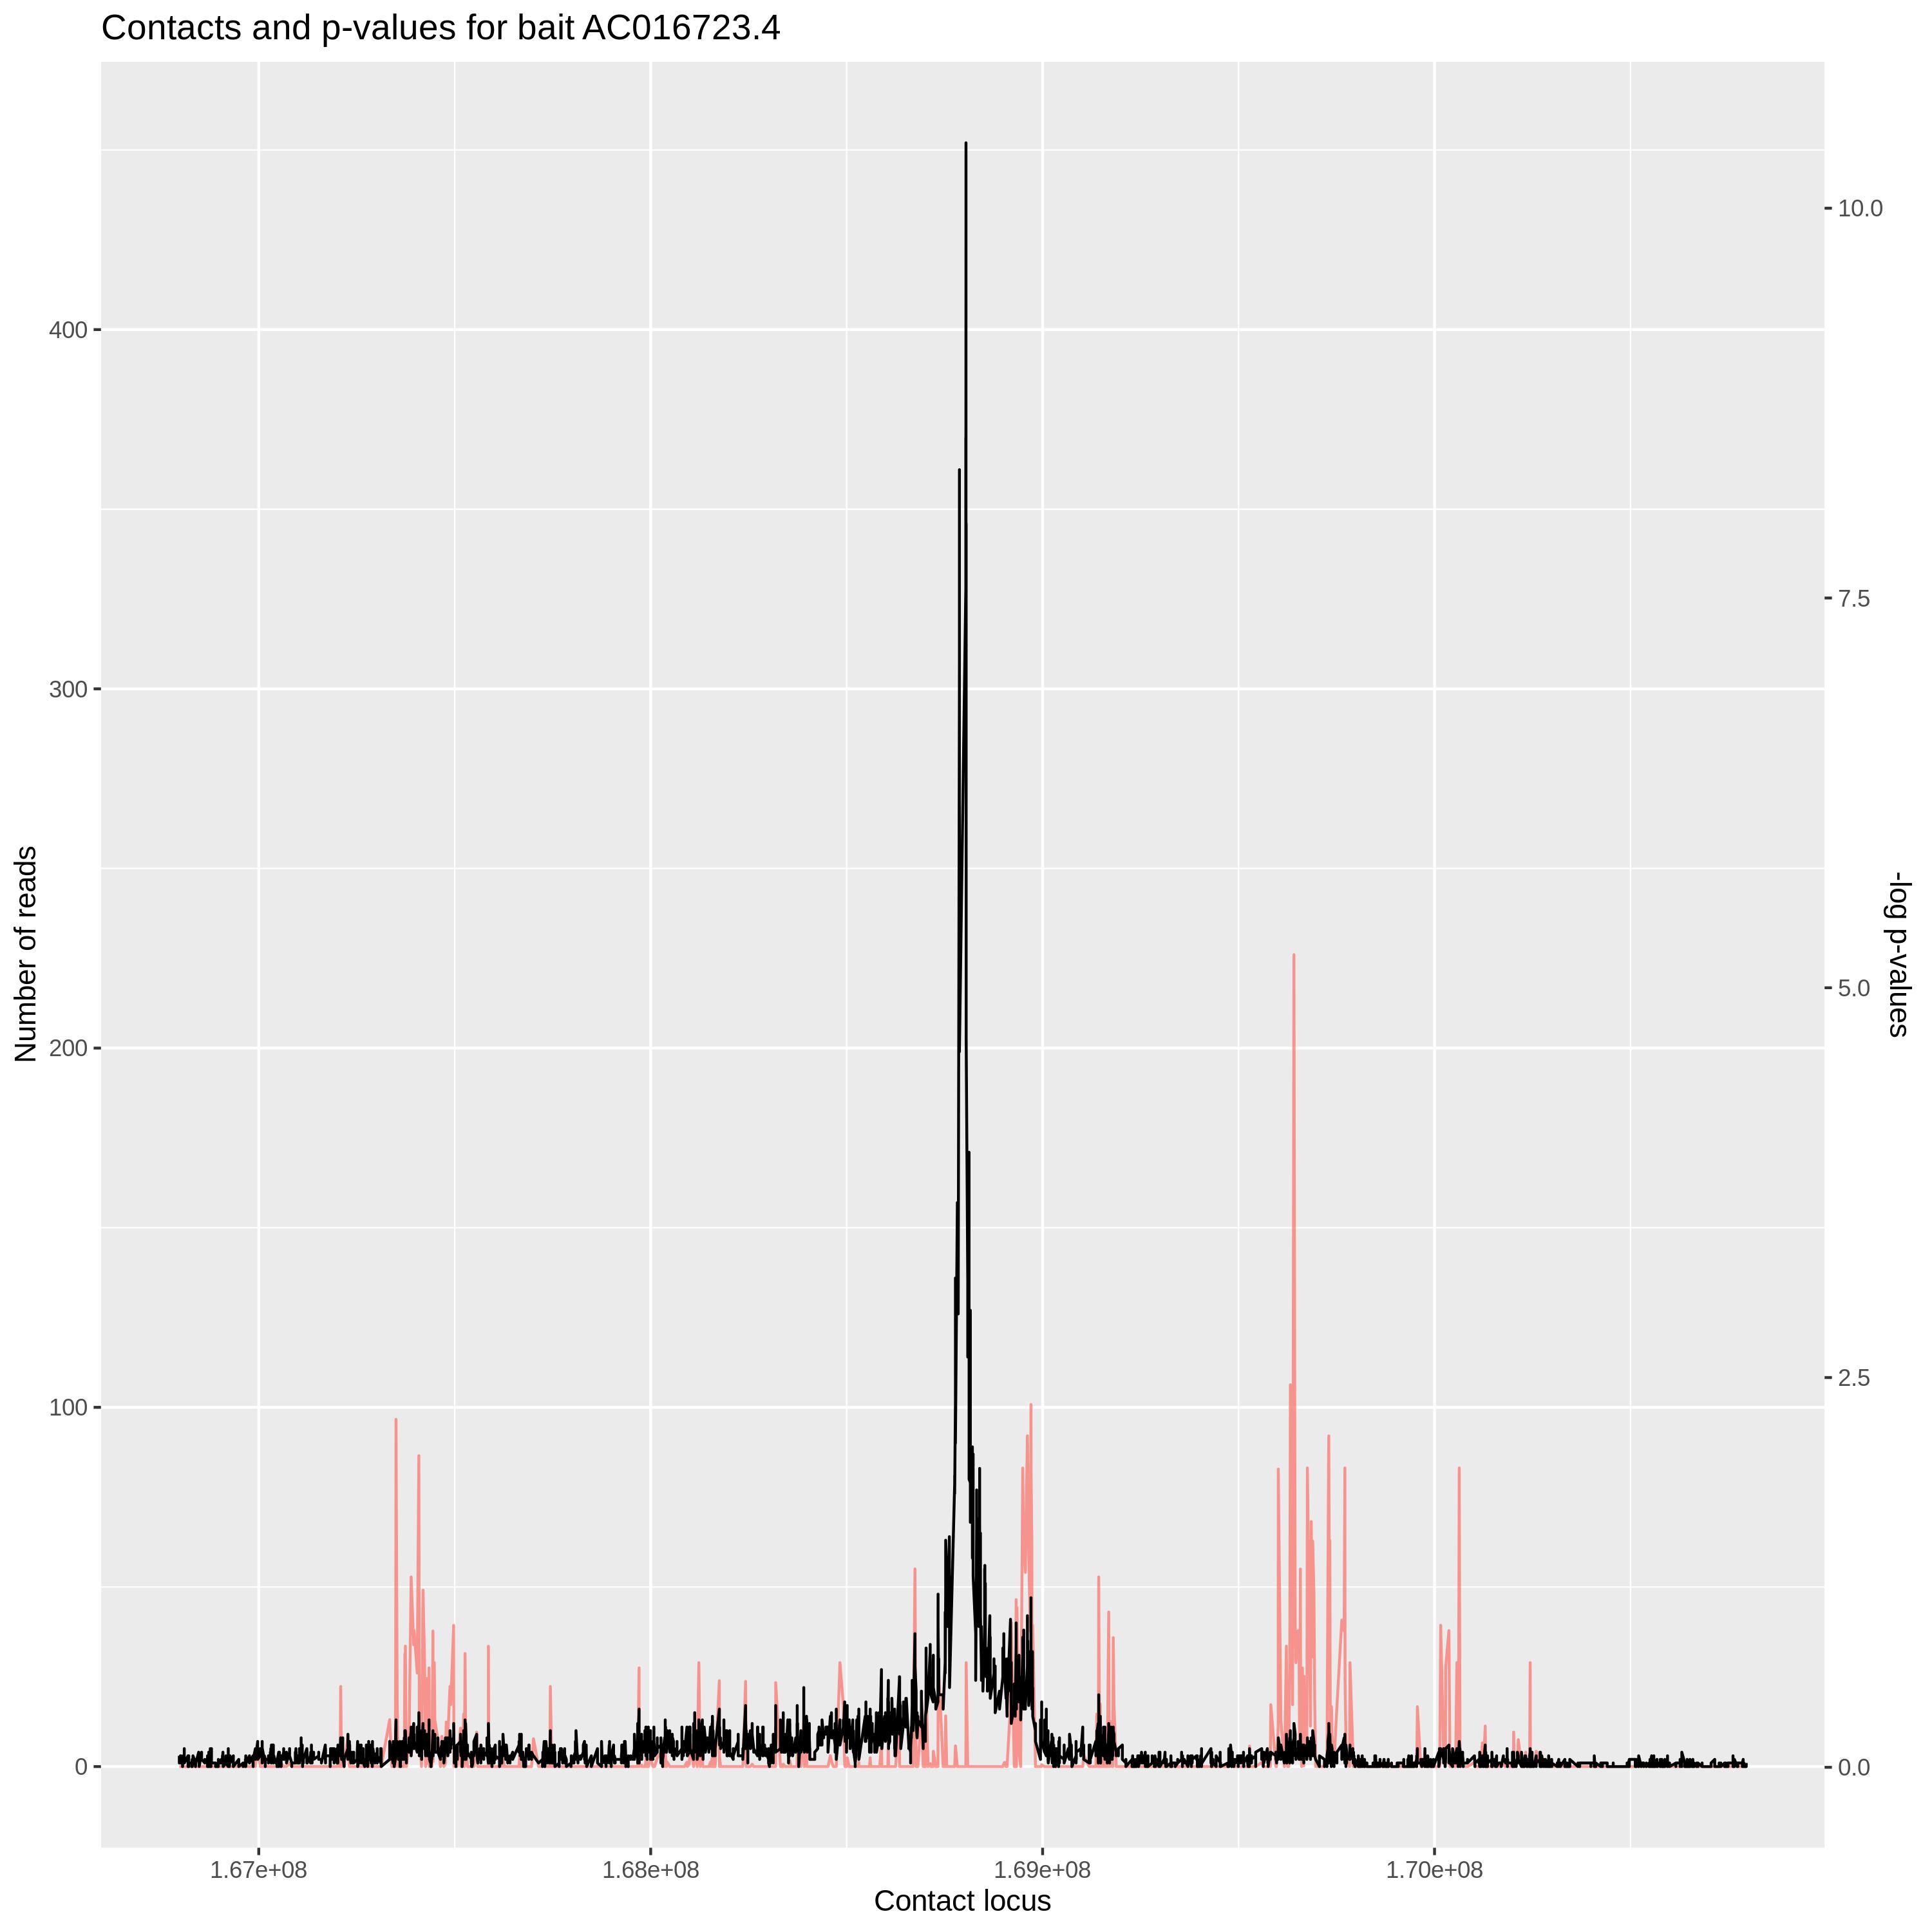 Contacts and p-values for bait AC016723.4
400
300
200
100
0
Number of reads
10.0
7.5
5.0
2.5
0.0
-log p-values
1.67e+08
1.68e+08
1.69e+08
1.70e+08
Contact locus